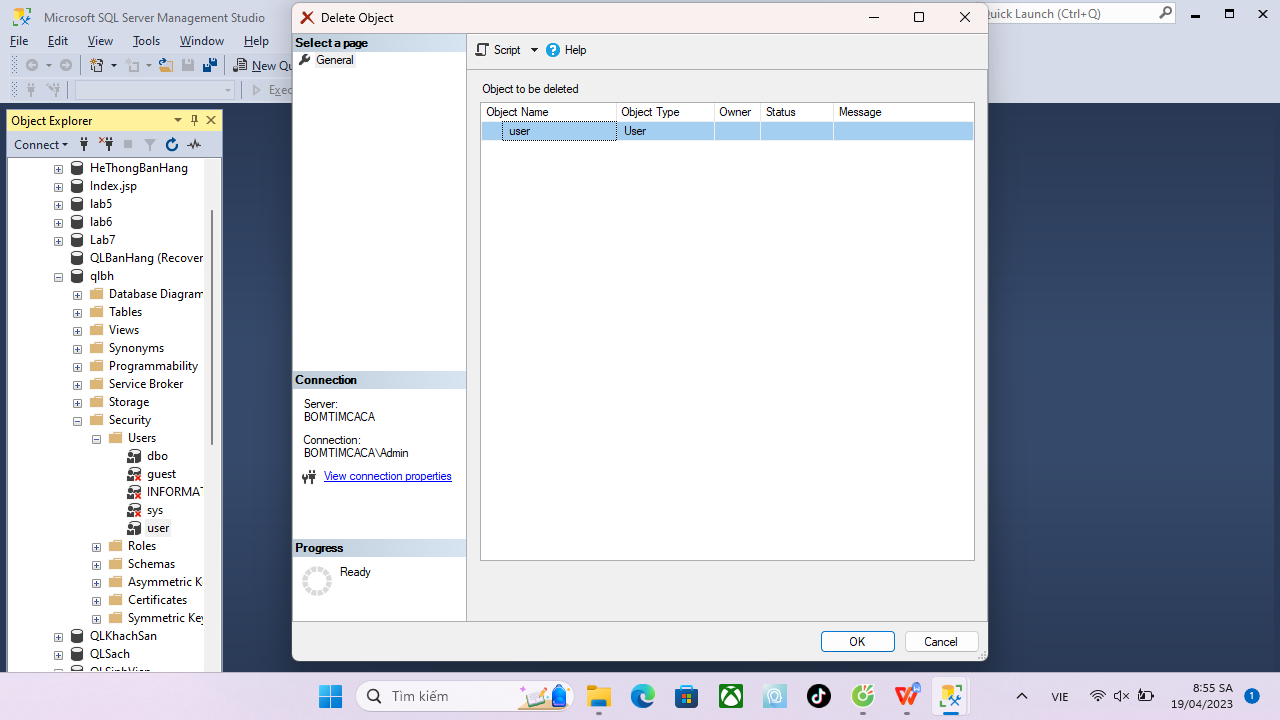 Microsoft SQL Server Management Studio
Quick Launch (Ctrl+Q)
File Edit View Tools Window Help
New Qu
Exec
Object Explorer
Connect
HeThongBanHang
Index.jsp
lab5
lab6
Lab7
QLBanHang (Recover
qlbh
Database Diagram
Tables
Views
Synonyms
Programmability
Service Broker
Storage
Security
Users
dbo
guest
INFORMAT
sys
user
Roles
Schemas
Asymmetric K
Certificates
Symmetric Key
QLKhachSan
QLSach
QLSinhVien
Delete Object
Select a page
General
Connection
Server:
BOMTIMCACA
Connection:
BOMTIMCACA\Admin
View connection properties
Progress
Ready
Script Help
Object to be deleted
Object Name Object Type Owner Status Message
user User
OK Cancel
Tìm kiếm
VIE
8:55 SA
19/04/2023
1